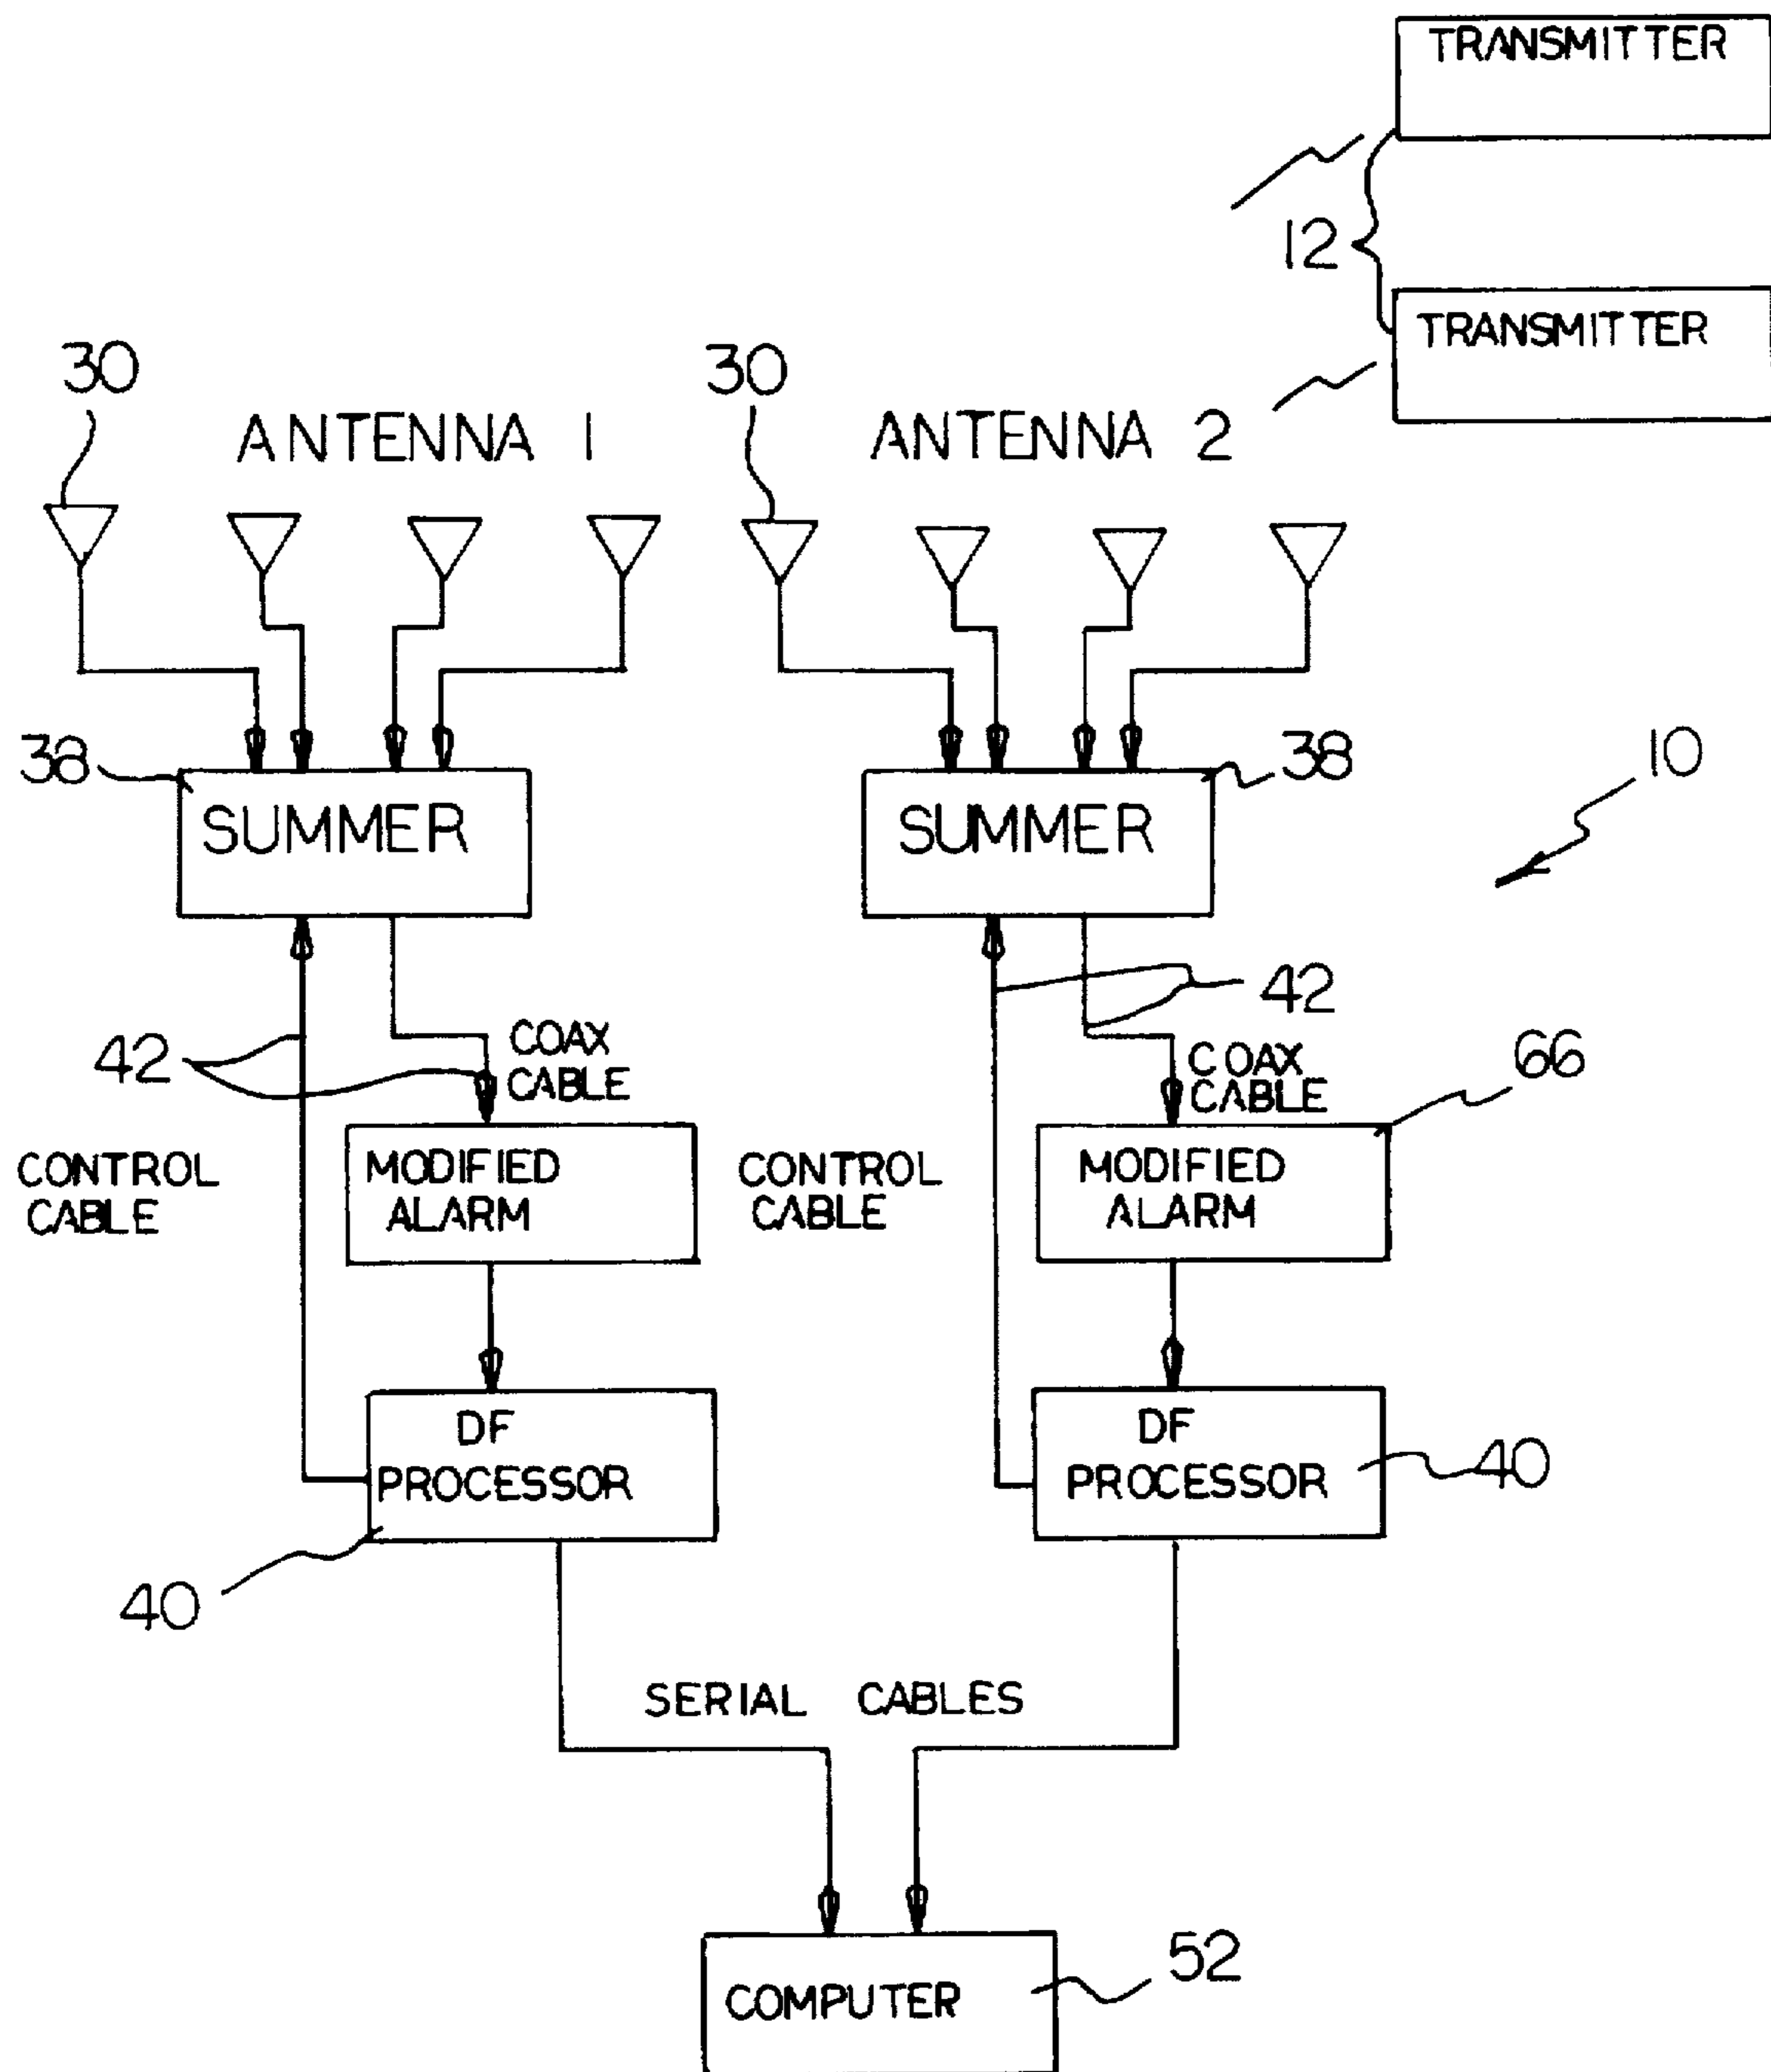 TRANSMITTER
12
TRANSMITTER
30
30
ANTENNA 1
ANTENNA 2
38
SUMMER
SUMMER
38
10
42
COAX
CABLE
42
COAX
CABLE
66
CONTROL
CABLE
MODIFIED
ALARM
CONTROL
CABLE
MODIFIED
ALARM
DF
PROCESSOR
40
DF
PROCESSOR
40
SERIAL CABLES
COMPUTER
52